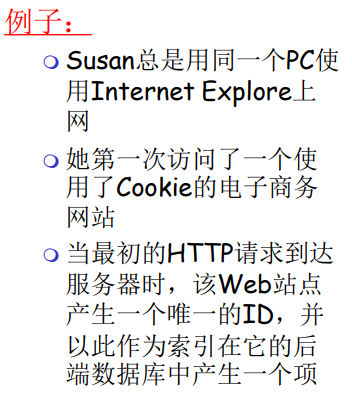 例子：
Susan总是用同一个PC使
用Internet Explore上
网
她第一次访问了一个使
用了Cookie的电子商务
网站
当最初的HTTP请求到达
服务器时，该Web站点
产生一个唯一的ID，并
以此作为索引在它的后
端数据库中产生一个项